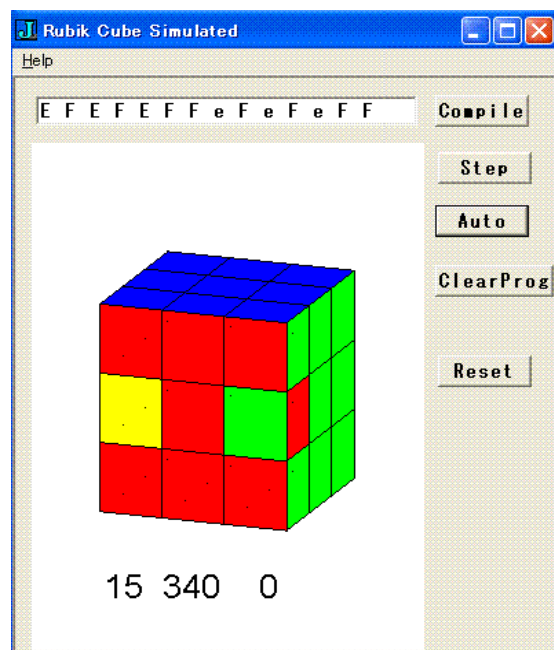 Rubik Cube Simulated
Help
E F E F E F F e F e F e F F
Compile
Step
Auto
ClearProg
Reset
15 340 0